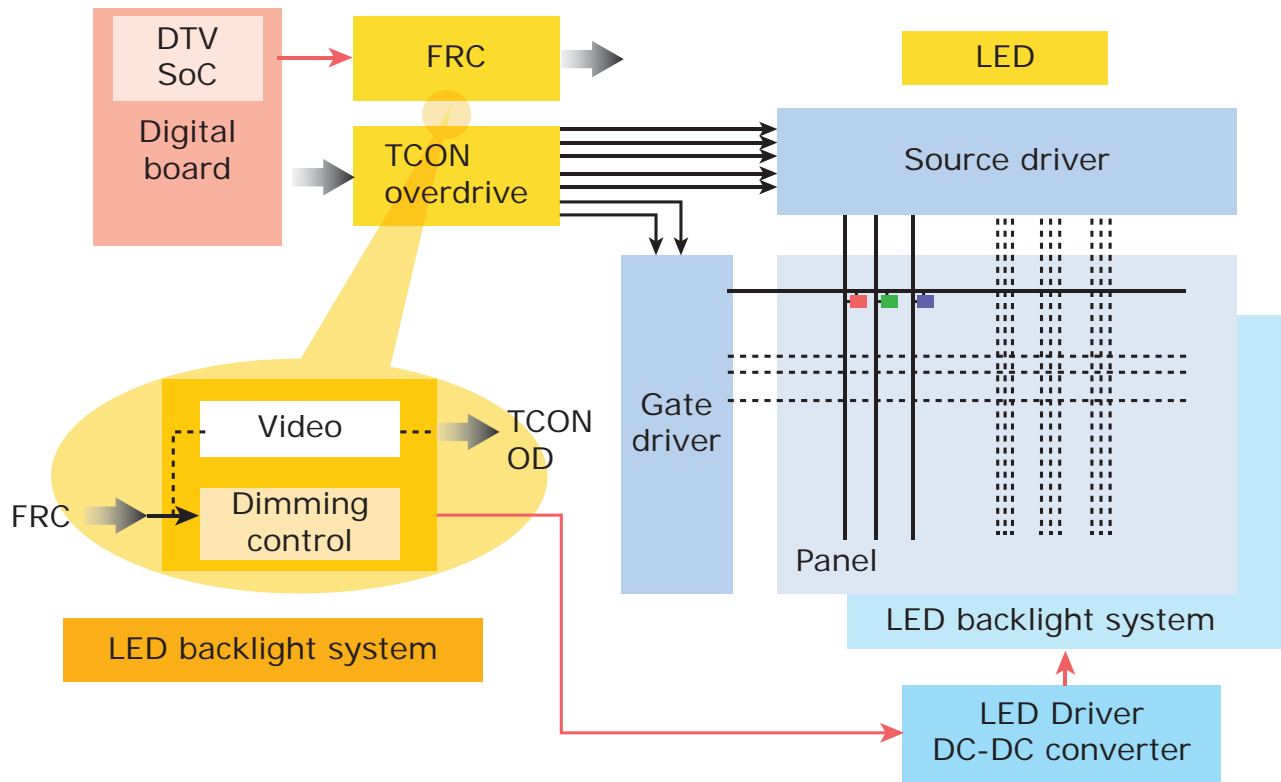 DTV
SoC
Digital
board
FRC
LED
TCON
overdrive
Source driver
Gate
driver
Panel
Video
TCON
OD
FRC
Dimming
control
LED backlight system
LED backlight system
LED Driver
DC-DC converter